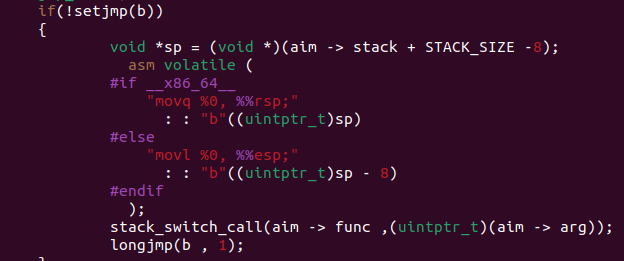 if(!setjmp(b))
{
void *sp = (void *)(aim -> stack + STACK_SIZE -8);
asm volatile (
#if __x86_64__
"movq %0, %%rsp;"
: : "b"((uintptr_t)sp)
#else
"movl %0, %%esp;"
: : "b"((uintptr_t)sp - 8)
#endif
);
stack_switch_call(aim -> func ,(uintptr_t)(aim -> arg));
longjmp(b , 1);